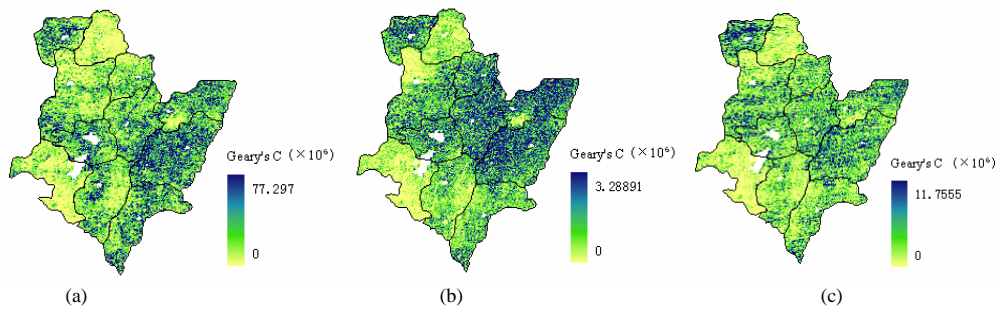 Geary's C (×10⁶)
77.297
0
(a)
Geary's C (×10⁶)
3.28891
0
(b)
Geary's C (×10⁶)
11.7555
0
(c)